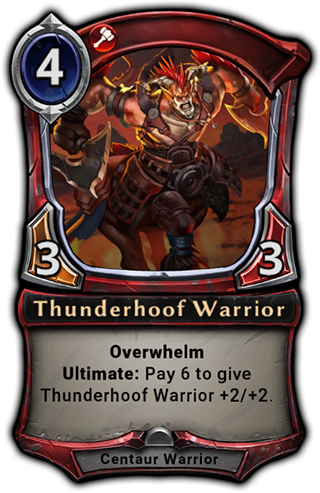 4
3
3
Thunderhoof Warrior
Overwhelm
Ultimate: Pay 6 to give
Thunderhoof Warrior +2/+2.
Centaur Warrior